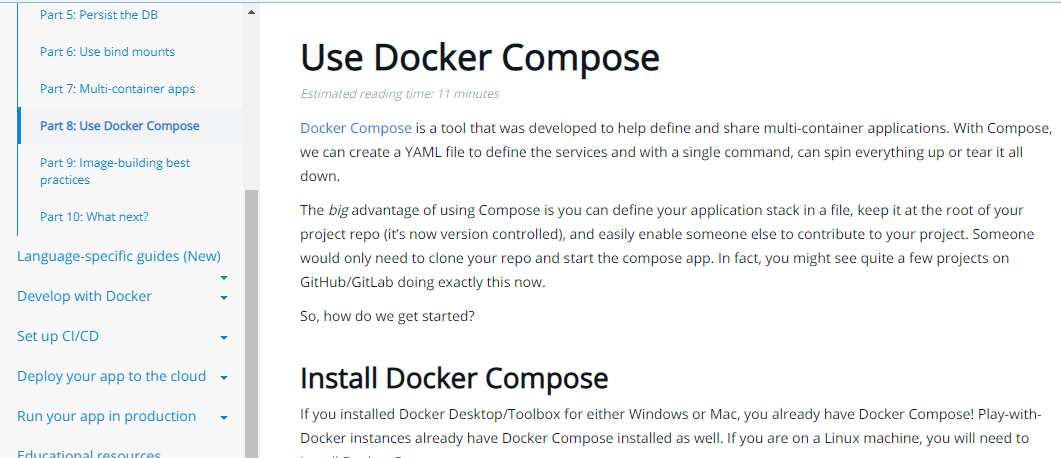 Part 5: Persist the DB
Part 6: Use bind mounts
Part 7: Multi-container apps
Part 8: Use Docker Compose
Part 9: Image-building best
practices
Part 10: What next?
Language-specific guides (New)
Develop with Docker
Set up CI/CD
Deploy your app to the cloud
Run your app in production
Educational resources
Use Docker Compose
Estimated reading time: 11 minutes
Docker Compose is a tool that was developed to help define and share multi-container applications. With Compose,
we can create a YAML file to define the services and with a single command, can spin everything up or tear it all
down.
The big advantage of using Compose is you can define your application stack in a file, keep it at the root of your
project repo (it’s now version controlled), and easily enable someone else to contribute to your project. Someone
would only need to clone your repo and start the compose app. In fact, you might see quite a few projects on
GitHub/GitLab doing exactly this now.
So, how do we get started?
Install Docker Compose
If you installed Docker Desktop/Toolbox for either Windows or Mac, you already have Docker Compose! Play-with-
Docker instances already have Docker Compose installed as well. If you are on a Linux machine, you will need to